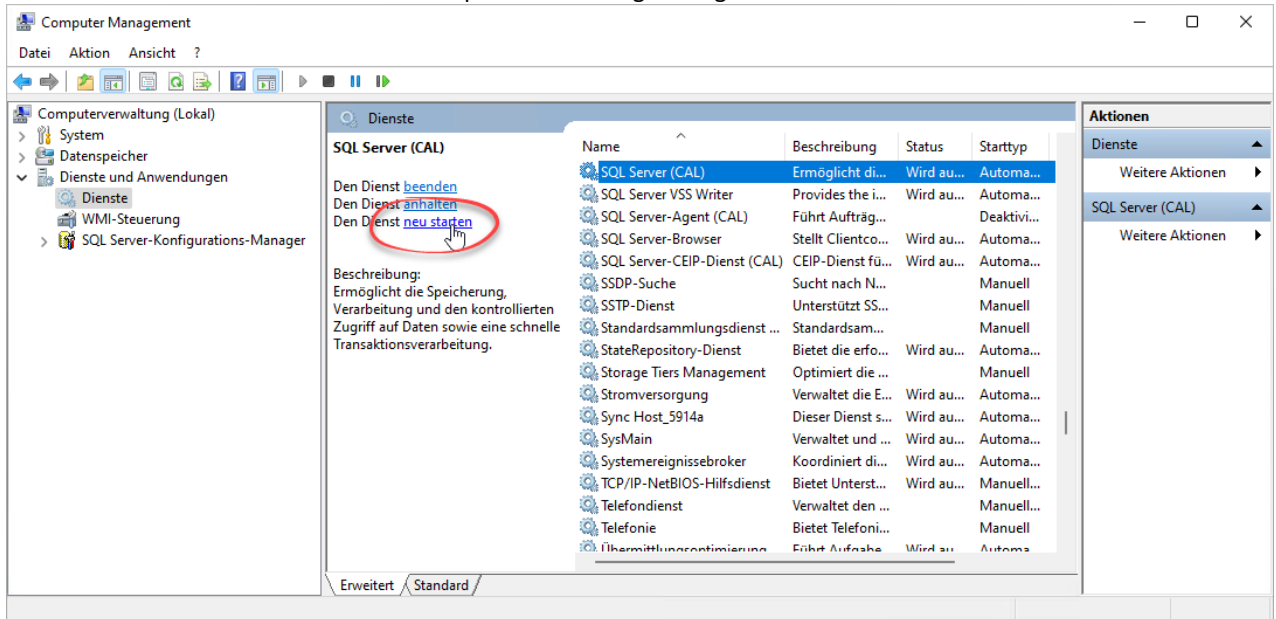 Computer Management
Datei Aktion Ansicht ?
Computerverwaltung (Lokal)
System
Datenspeicher
Dienste und Anwendungen
Dienste
WMI-Steuerung
SQL Server-Konfigurations-Manager
Dienste
SQL Server (CAL)
Den Dienst beenden
Den Dienst anhalten
Den Dienst neu starten
Beschreibung:
Ermöglicht die Speicherung,
Verarbeitung und den kontrollierten
Zugriff auf Daten sowie eine schnelle
Transaktionsverarbeitung.
Name Beschreibung Status Starttyp
SQL Server (CAL) Ermöglicht di... Wird au... Automa...
SQL Server VSS Writer Provides the i... Wird au... Automa...
SQL Server-Agent (CAL) Führt Aufträg... Deaktivi...
SQL Server-Browser Stellt Clientco... Wird au... Automa...
SQL Server-CEIP-Dienst (CAL) CEIP-Dienst fü... Wird au... Automa...
SSDP-Suche Sucht nach N... Manuell
SSTP-Dienst Unterstützt SS... Manuell
Standardsammlungsdienst ... Standardsam... Manuell
StateRepository-Dienst Bietet die erfo... Wird au... Automa...
Storage Tiers Management Optimiert die ... Manuell
Stromversorgung Verwaltet die E... Wird au... Automa...
Sync Host_5914a Dieser Dienst s... Wird au... Automa...
SysMain Verwaltet und ... Wird au... Automa...
Systemereignissebroker Koordiniert di... Wird au... Automa...
TCP/IP-NetBIOS-Hilfsdienst Bietet Unterst... Wird au... Manuell...
Telefondienst Verwaltet den ... Manuell...
Telefonie Bietet Telefoni... Manuell
Übermittlungsoptimierung Führt Aufgabe Wird au Automa
Erweitert Standard
Aktionen
Dienste
Weitere Aktionen
SQL Server (CAL)
Weitere Aktionen